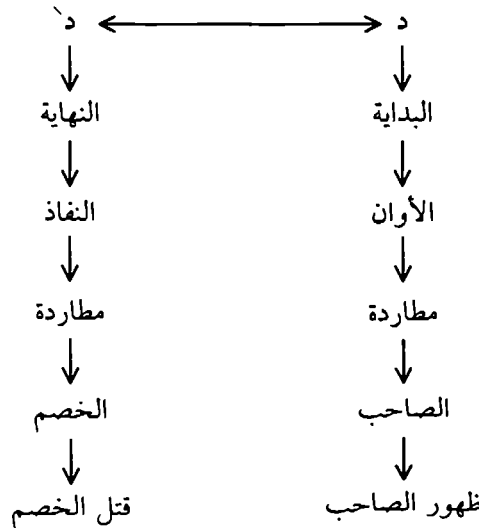 د ↔ د`
البداية النهاية
الأوان النفاذ
مطاردة مطاردة
الصاحب الخصم
ظهور الصاحب قتل الخصم